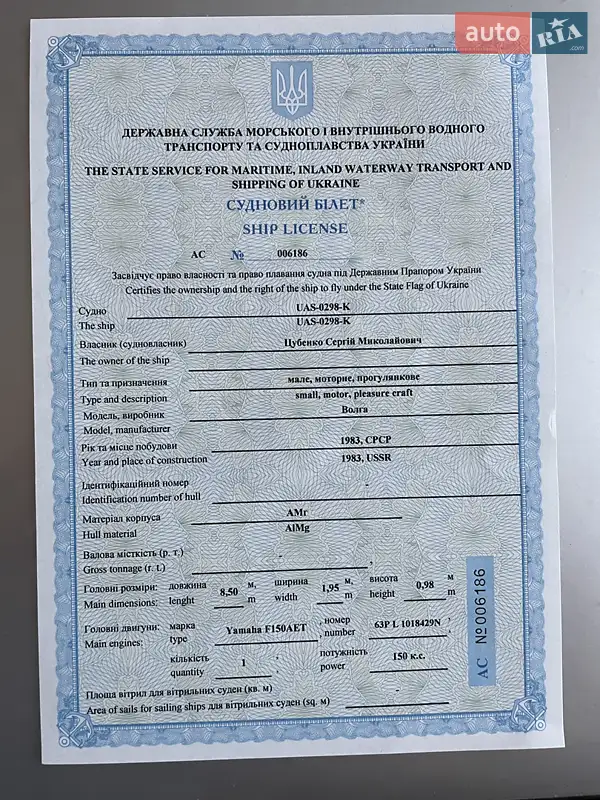 auto RIA .com
ДЕРЖАВНА СЛУЖБА МОРСЬКОГО І ВНУТРІШНЬОГО ВОДНОГО
ТРАНСПОРТУ ТА СУДНОПЛАВСТВА УКРАЇНИ
THE STATE SERVICE FOR MARITIME, INLAND WATERWAY TRANSPORT AND
SHIPPING OF UKRAINE
СУДНОВИЙ БІЛЕТ*
SHIP LICENSE
АС № 006186
Засвідчує право власності та право плавання судна під Державним Прапором України
Certifies the ownership and the right of the ship to fly under the State Flag of Ukraine
Судно UAS-0298-K
The ship UAS-0298-K
Власник (судновласник) Цубенко Сергій Миколайович
The owner of the ship
Тип та призначення мале, моторне, прогулянкове
Type and description small, motor, pleasure craft
Модель, виробник Волга
Model, manufacturer
Рік та місце побудови 1983, СРСР
Year and place of construction 1983, USSR
Ідентифікаційний номер -
Identification number of hull
Матеріал корпуса АМг
Hull material AlMg
Валова місткість (р. т.) -
Gross tonnage (r. t.) ,
Головні розміри: довжина 8,50 м, ширина 1,95 м, висота 0,98 м
Main dimensions: lenght m width m height m
Головні двигуни: марка Yamaha F150AET , номер 63P L 1018429N ,
Main engines: type , number
кількість 1 потужність 150 к.с.
quantity power
Площа вітрил для вітрильних суден (кв. м) -
Area of sails for sailing ships для вітрильних суден (sq. м)
АС №006186